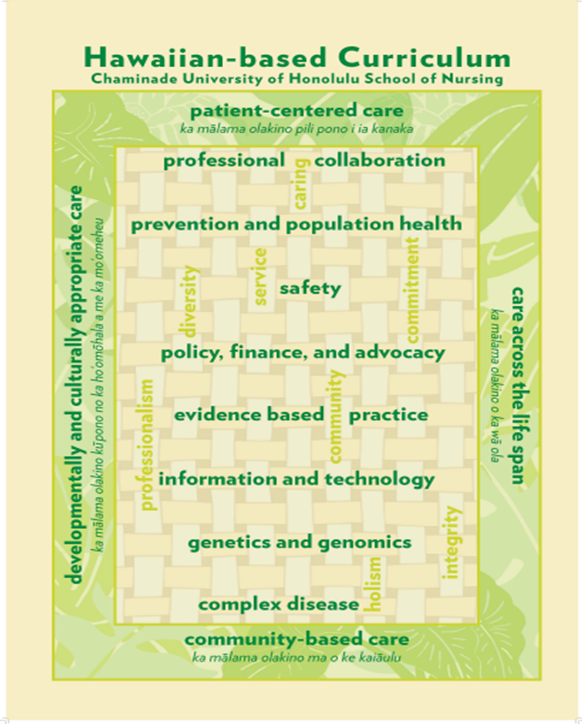 Hawaiian-based Curriculum
Chaminade University of Honolulu School of Nursing
patient-centered care
ka mālama olakino pili pono i ia kanaka
developmentally and culturally appropriate care
ka mālama olakino kūpono no ka ho'omōhala a me ka mo'omeheu
professional collaboration
caring
prevention and population health
service
diversity
commitment
safety
policy, finance, and advocacy
community
professionalism
evidence based practice
information and technology
integrity
genetics and genomics
holism
complex disease
care across the life span
ka mālama olakino o ka wā ola
community-based care
ka mālama olakino ma o ke kaiāulu